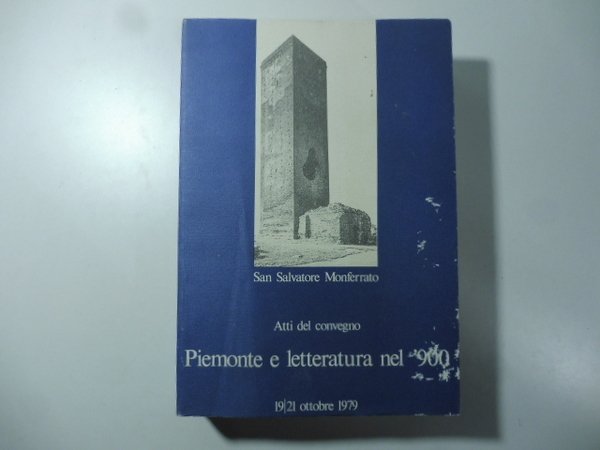 San Salvatore Monferrato
Atti del convegno
Piemonte e letteratura nel '900
19|21 ottobre 1979